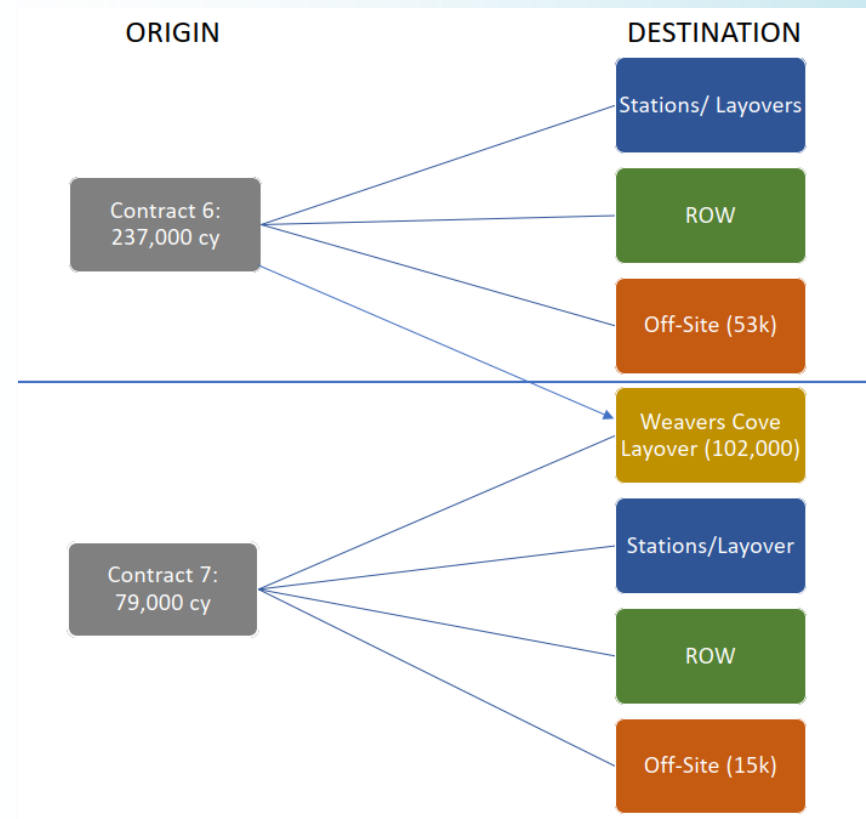 ORIGIN
DESTINATION
Stations/ Layovers
Contract 6:
237,000 cy
ROW
Off-Site (53k)
Weavers Cove
Layover (102,000)
Stations/Layover
Contract 7:
79,000 cy
ROW
Off-Site (15k)